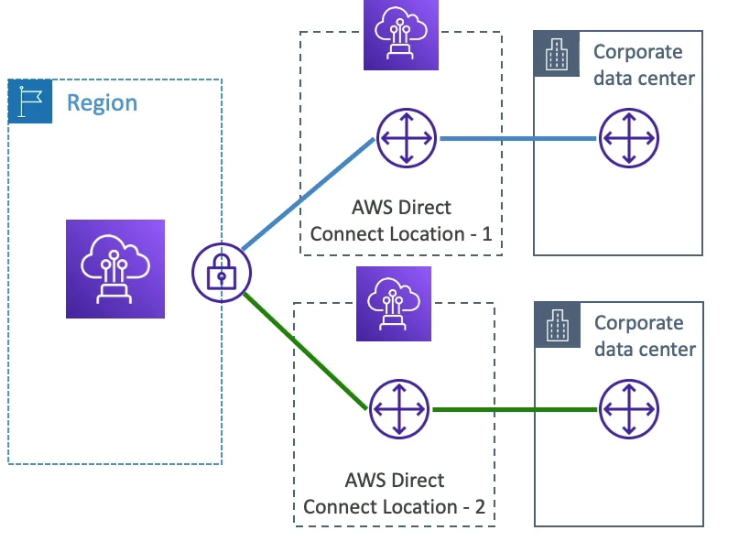 Region
Corporate
data center
AWS Direct
Connect Location - 1
Corporate
data center
AWS Direct
Connect Location - 2